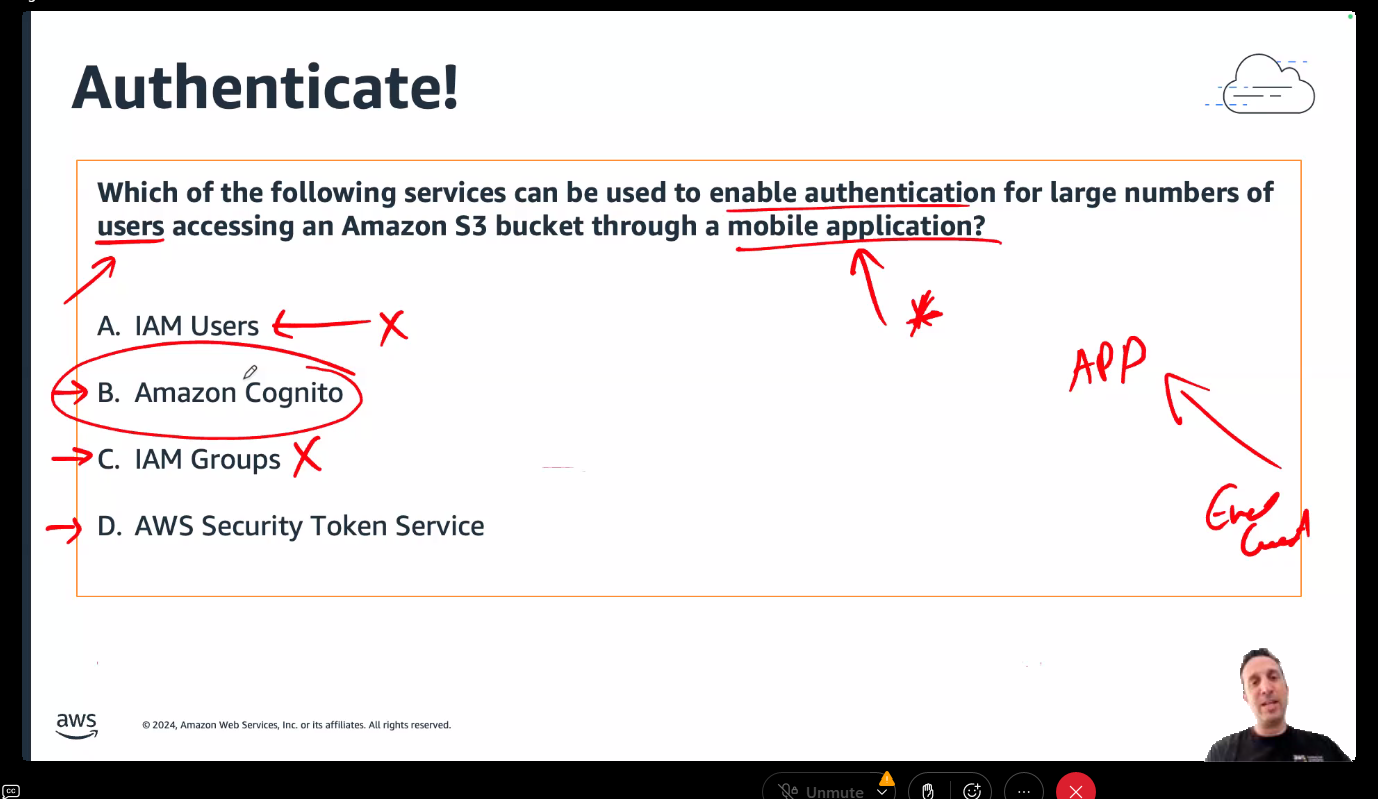 Authenticate!
Which of the following services can be used to enable authentication for large numbers of
users accessing an Amazon S3 bucket through a mobile application?
A. IAM Users
X
B. Amazon Cognito
APP
C. IAM Groups
X
D. AWS Security Token Service
aws
© 2024, Amazon Web Services, Inc. or its affiliates. All rights reserved.
CC
Unmute